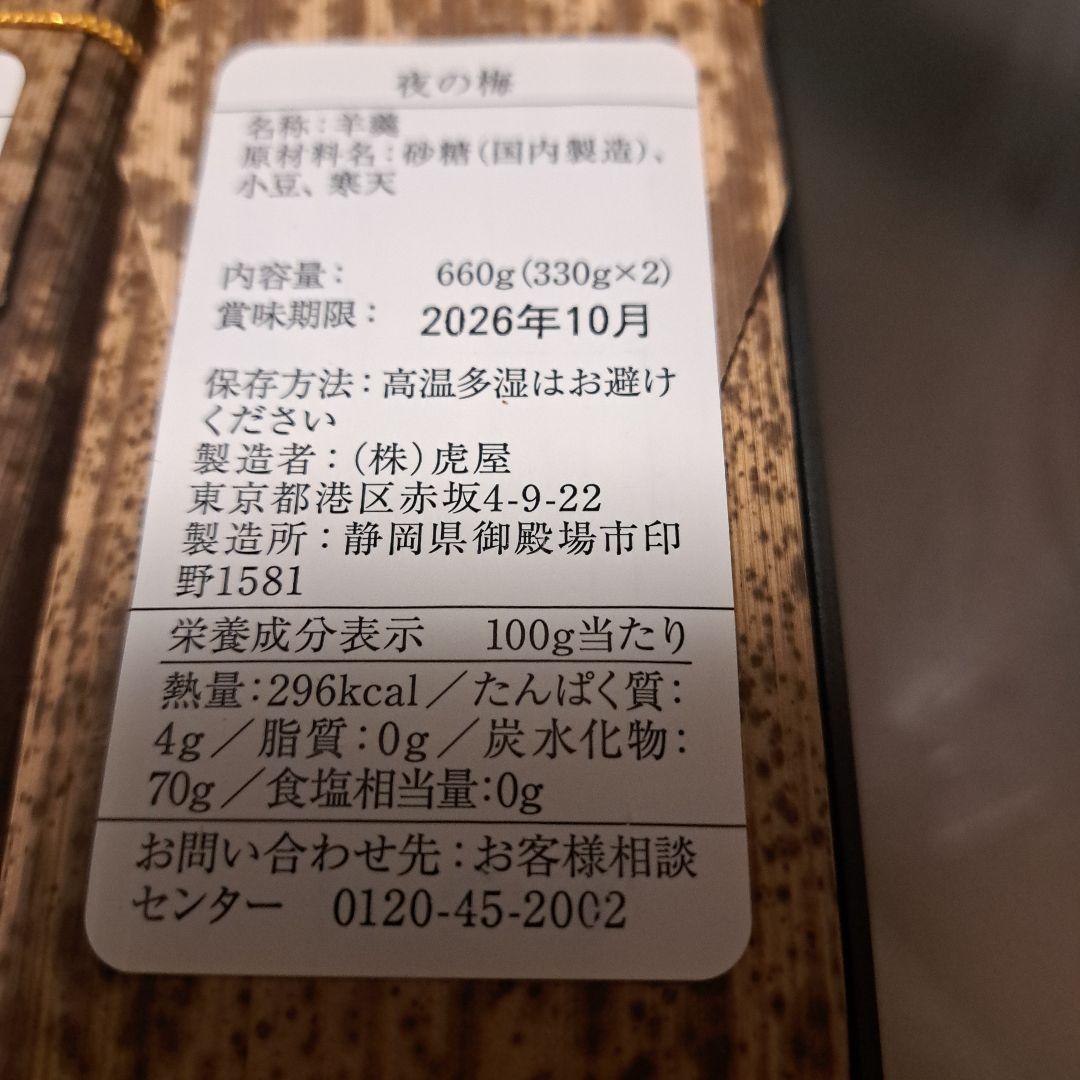 夜の梅
名称：羊羹
原材料名：砂糖（国内製造）、
小豆、寒天
内容量： 660g（330g×2）
賞味期限： 2026年10月
保存方法：高温多湿はお避け
ください
製造者：（株）虎屋
東京都港区赤坂4-9-22
製造所：静岡県御殿場市印
野1581
栄養成分表示 100g当たり
熱量：296kcal／たんぱく質：
4g／脂質：0g／炭水化物：
70g／食塩相当量：0g
お問い合わせ先：お客様相談
センター 0120-45-2002